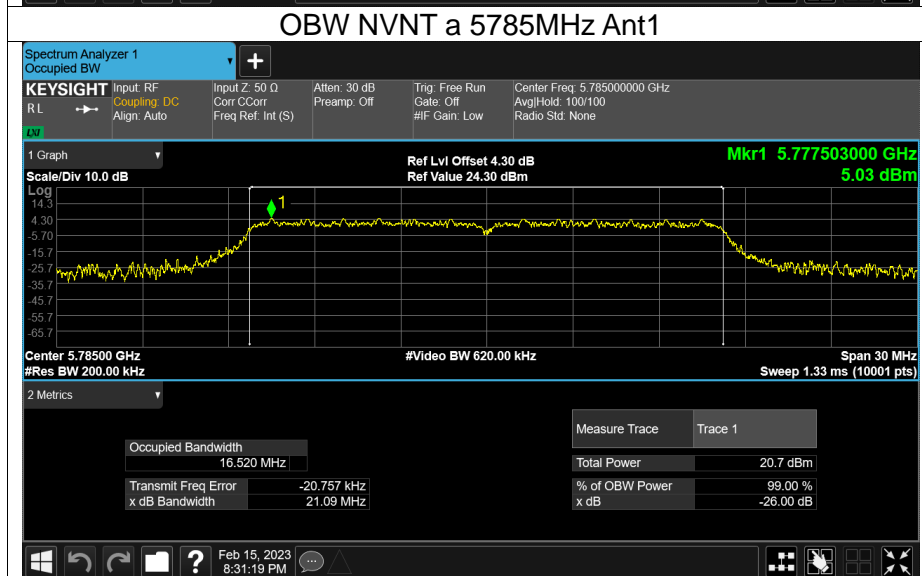 OBW NVNT a 5785MHz Ant1
Spectrum Analyzer 1
Occupied BW
+
KEYSIGHT
RL
LXI
Input: RF
Coupling: DC
Align: Auto
Input Z: 50 Ω
Corr CCorr
Freq Ref: Int (S)
Atten: 30 dB
Preamp: Off
Trig: Free Run
Gate: Off
#IF Gain: Low
Center Freq: 5.785000000 GHz
Avg|Hold: 100/100
Radio Std: None
1 Graph
Scale/Div 10.0 dB
Ref Lvl Offset 4.30 dB
Ref Value 24.30 dBm
Mkr1 5.777503000 GHz
5.03 dBm
Log
14.3
4.30
-5.70
-15.7
-25.7
-35.7
-45.7
-55.7
-65.7
1
Center 5.78500 GHz
#Res BW 200.00 kHz
#Video BW 620.00 kHz
Span 30 MHz
Sweep 1.33 ms (10001 pts)
2 Metrics
Occupied Bandwidth
16.520 MHz
Transmit Freq Error -20.757 kHz
x dB Bandwidth 21.09 MHz
Measure Trace Trace 1
Total Power 20.7 dBm
% of OBW Power 99.00 %
x dB -26.00 dB
?
Feb 15, 2023
8:31:19 PM